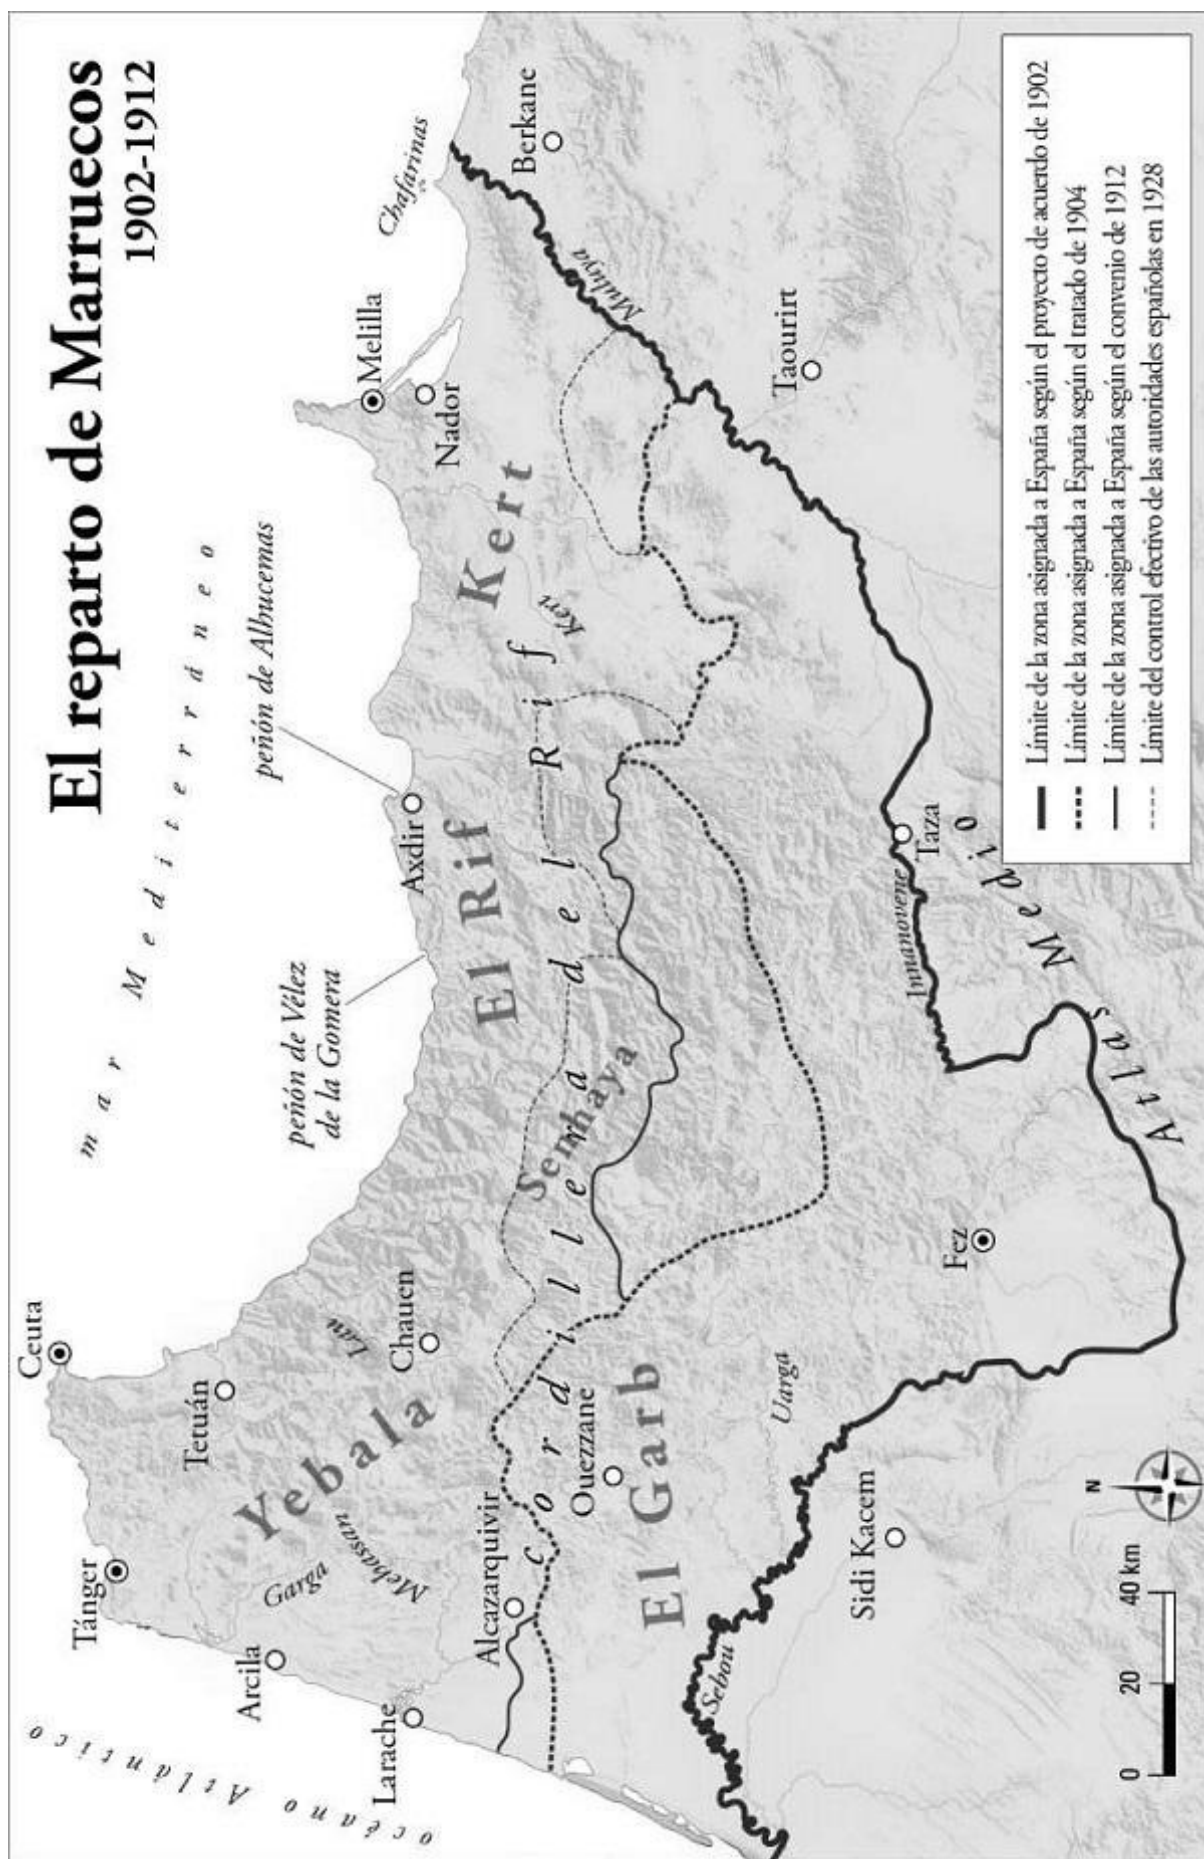 El reparto de Marruecos
1902-1912
mar Mediterráneo
océano Atlántico
Ceuta
Tánger
Tetuán
Arcila
Larache
Yebala
Garga
Mehassan
Lau
Chauen
Alcazarquivir
Ouezzane
El Garb
Uarga
Sebou
Sidi Kacem
Fez
peñón de Vélez
de la Gomera
peñón de Alhucemas
Axdir
El Rif
Senhaya
Cordillera del Rif
Kert
Kert
Melilla
Nador
Chafarinas
Berkane
Muluya
Taourirt
Taza
Innanovene
Atlas Medio
Límite de la zona asignada a España según el proyecto de acuerdo de 1902
Límite de la zona asignada a España según el tratado de 1904
Límite de la zona asignada a España según el convenio de 1912
Límite del control efectivo de las autoridades españolas en 1928
N
0 20 40 km